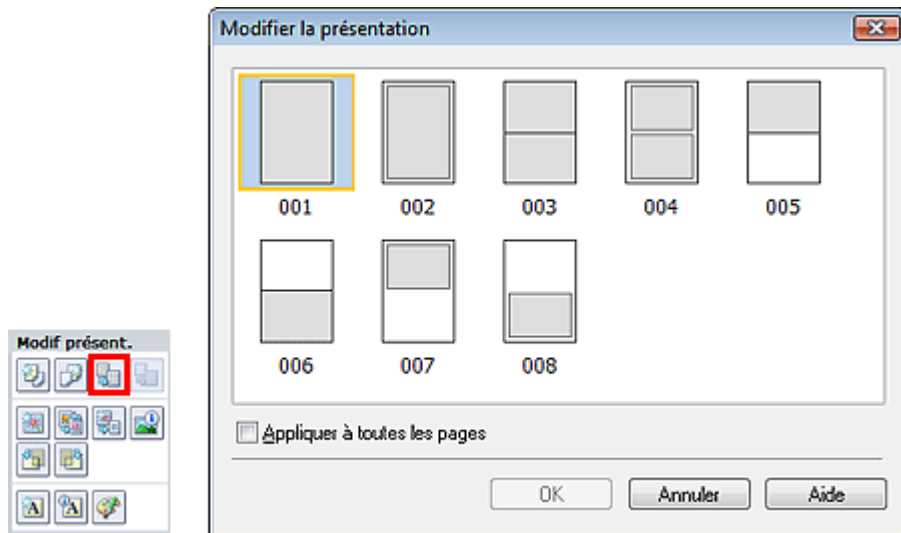 Modifier la présentation
001 002 003 004 005
006 007 008
Appliquer à toutes les pages
OK Annuler Aide
Modif présent.
A A